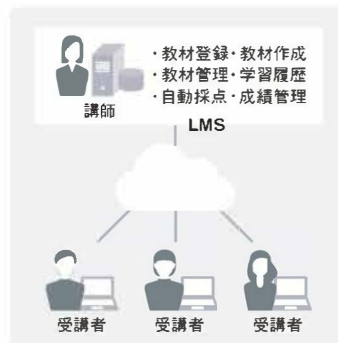 ・教材登録・教材作成
・教材管理・学習履歴
・自動採点・成績管理
講師
LMS
受講者 受講者 受講者